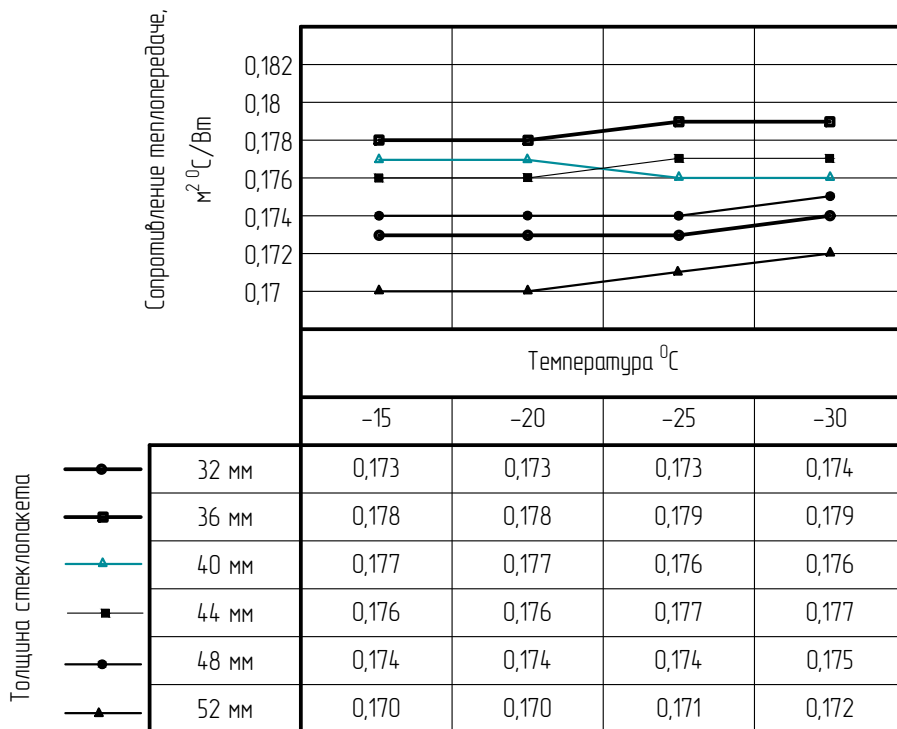 Сопротивление теплопередаче,
м² ⁰С/Вт
0,182
0,18
0,178
0,176
0,174
0,172
0,17
Температура ⁰С
–15 –20 –25 –30
Толщина стеклопакета
32 мм 0,173 0,173 0,173 0,174
36 мм 0,178 0,178 0,179 0,179
40 мм 0,177 0,177 0,176 0,176
44 мм 0,176 0,176 0,177 0,177
48 мм 0,174 0,174 0,174 0,175
52 мм 0,170 0,170 0,171 0,172